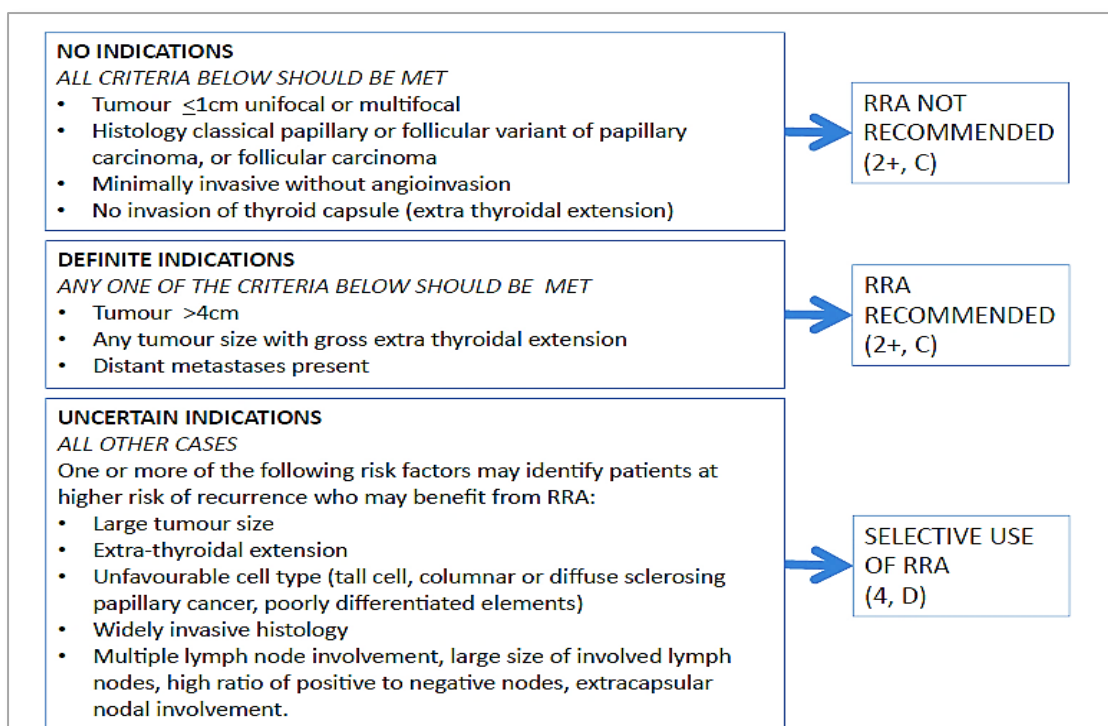 NO INDICATIONS
ALL CRITERIA BELOW SHOULD BE MET
• Tumour ≤1cm unifocal or multifocal
• Histology classical papillary or follicular variant of papillary
carcinoma, or follicular carcinoma
• Minimally invasive without angioinvasion
• No invasion of thyroid capsule (extra thyroidal extension)
RRA NOT
RECOMMENDED
(2+, C)
DEFINITE INDICATIONS
ANY ONE OF THE CRITERIA BELOW SHOULD BE MET
• Tumour >4cm
• Any tumour size with gross extra thyroidal extension
• Distant metastases present
RRA
RECOMMENDED
(2+, C)
UNCERTAIN INDICATIONS
ALL OTHER CASES
One or more of the following risk factors may identify patients at
higher risk of recurrence who may benefit from RRA:
• Large tumour size
• Extra-thyroidal extension
• Unfavourable cell type (tall cell, columnar or diffuse sclerosing
papillary cancer, poorly differentiated elements)
• Widely invasive histology
• Multiple lymph node involvement, large size of involved lymph
nodes, high ratio of positive to negative nodes, extracapsular
nodal involvement.
SELECTIVE USE
OF RRA
(4, D)